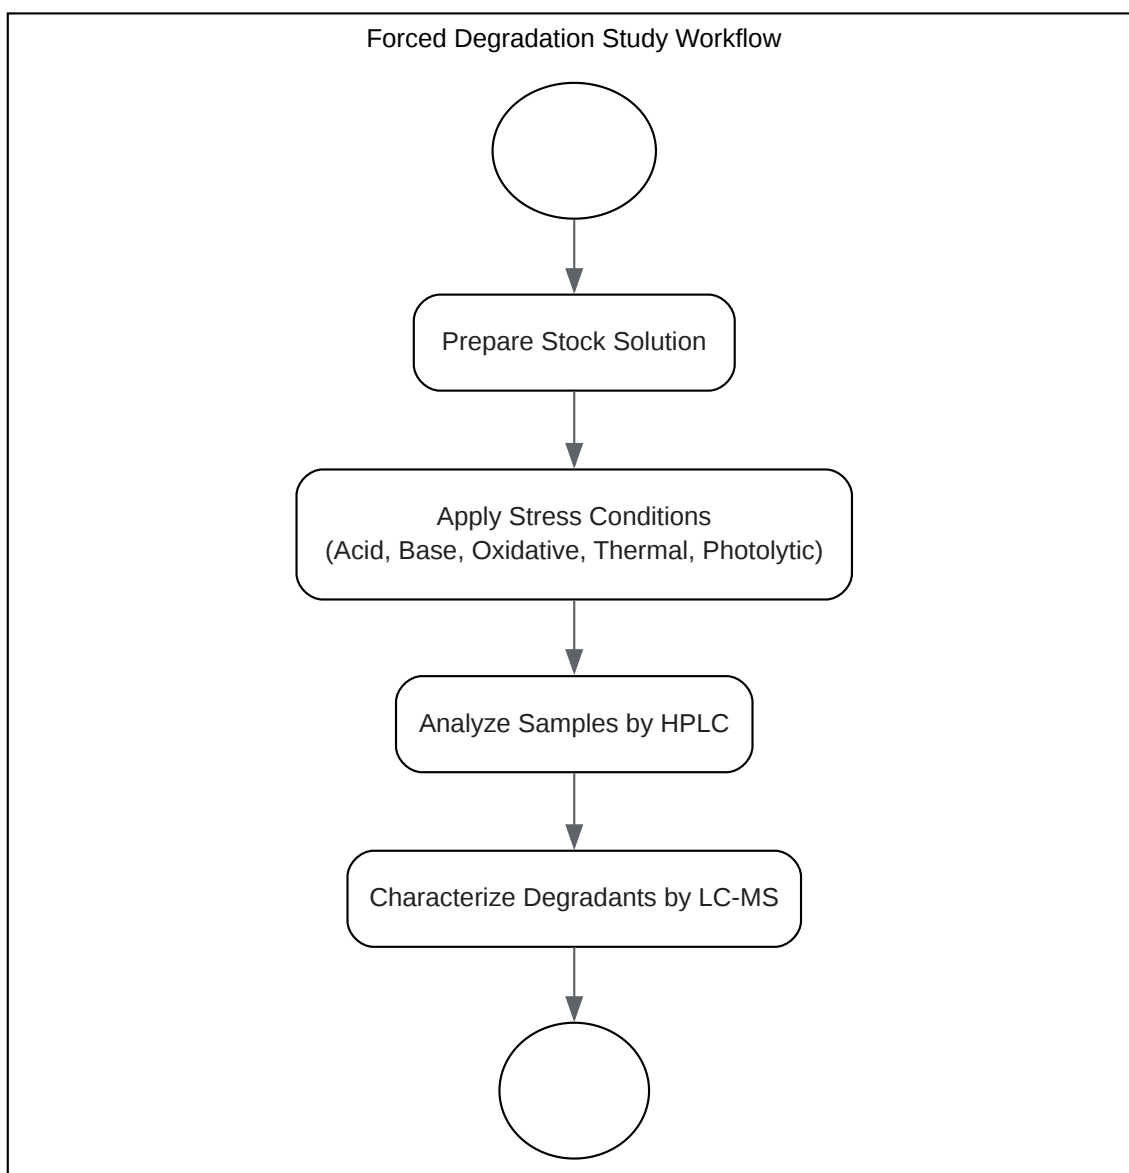 Forced Degradation Study Workflow
Prepare Stock Solution
Apply Stress Conditions
(Acid, Base, Oxidative, Thermal, Photolytic)
Analyze Samples by HPLC
Characterize Degradants by LC-MS